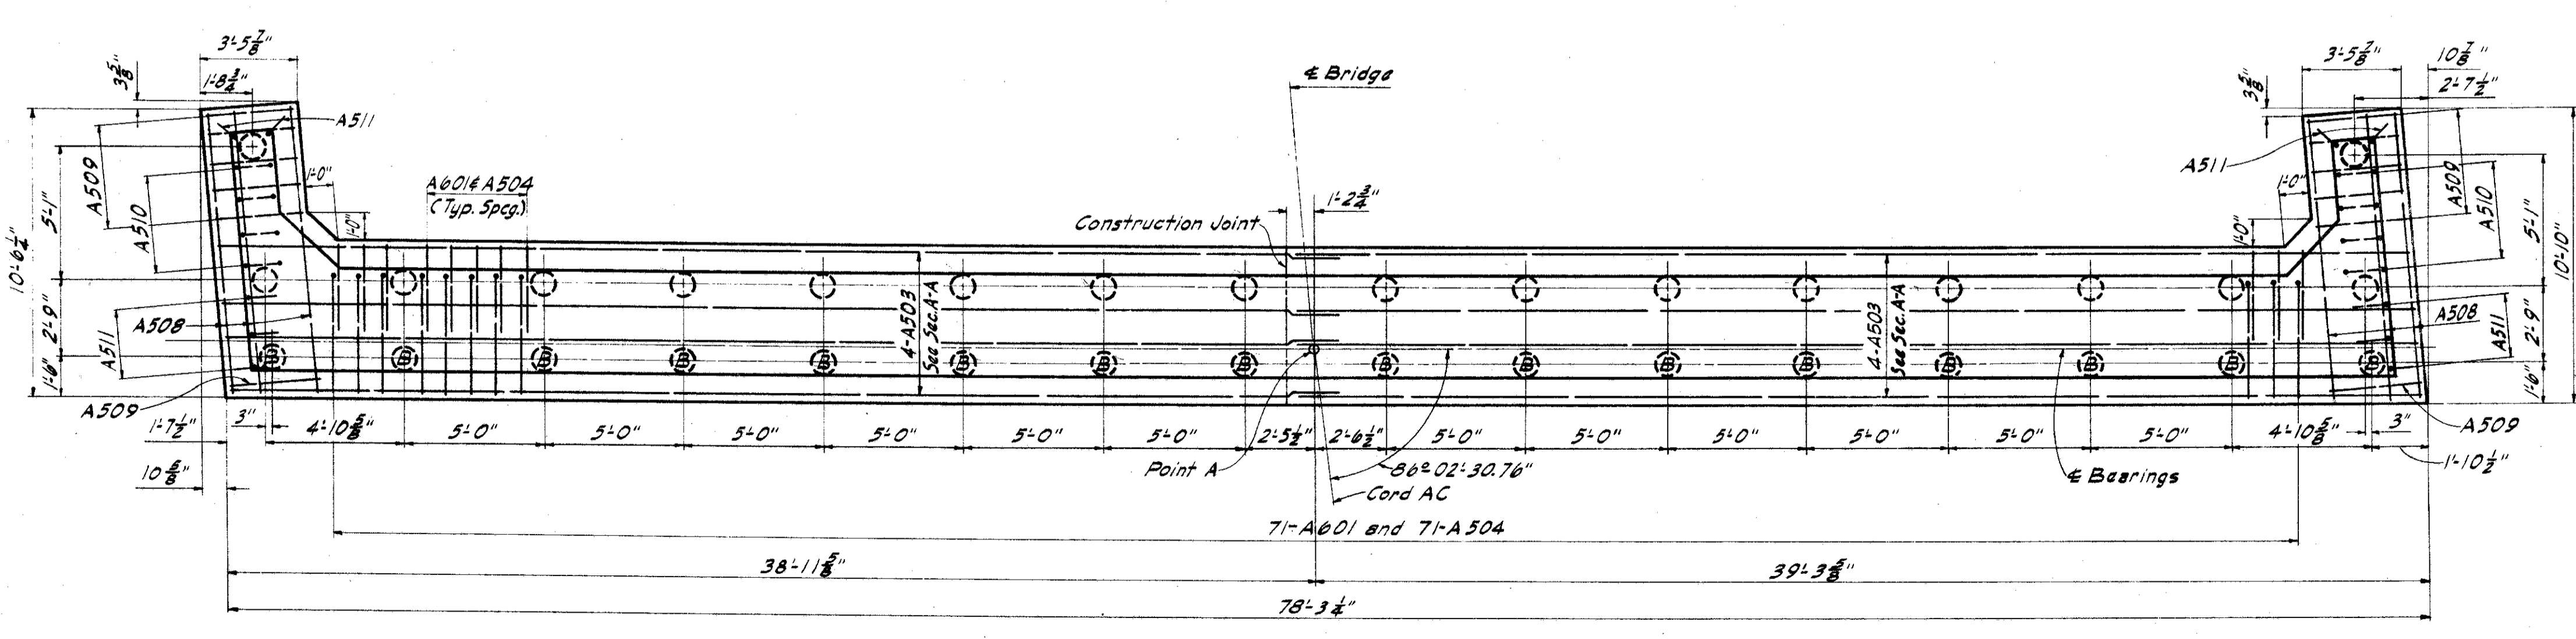 3'-5 7/8"
3 5/8"
1'-8 3/4"
A511
A509
A510
5'-1"
10'-6 1/4"
1'-0"
1'-0"
A601 & A504
(Typ. Spcg.)
2'-9"
A508
A511
1'-6"
A509
1'-7 1/2"
3"
4'-10 5/8"
5'-0"
5'-0"
5'-0"
5'-0"
5'-0"
5'-0"
2'-5 1/2"
10 5/8"
B B B B B B B B
4-A503
See Sec. A-A
℄ Bridge
1'-2 3/4"
Construction Joint
Point A
2'-6 1/2"
86º 02'-30.76"
Cord AC
5'-0"
5'-0"
5'-0"
5'-0"
5'-0"
5'-0"
4'-10 5/8"
3"
1'-10 1/2"
B B B B B B B B
4-A503
See Sec. A-A
℄ Bearings
3'-5 7/8"
10 7/8"
3 5/8"
2'-7 1/2"
A511
A509
A510
1'-0"
1'-0"
5'-1"
10'-10"
A508
A511
2'-9"
1'-6"
A509
71-A601 and 71-A504
38'-11 5/8"
39'-3 5/8"
78'-3 1/4"